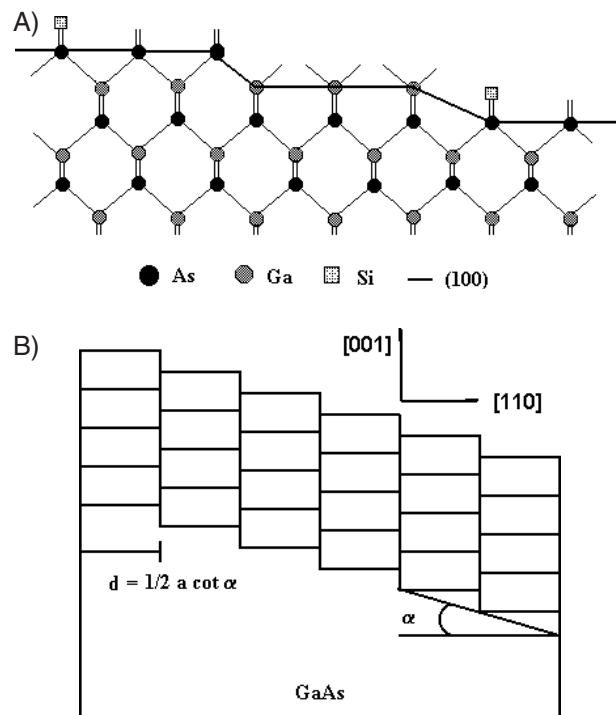 A)
As Ga Si (100)
B)
[001]
[110]
d = 1/2 a cot α
α
GaAs